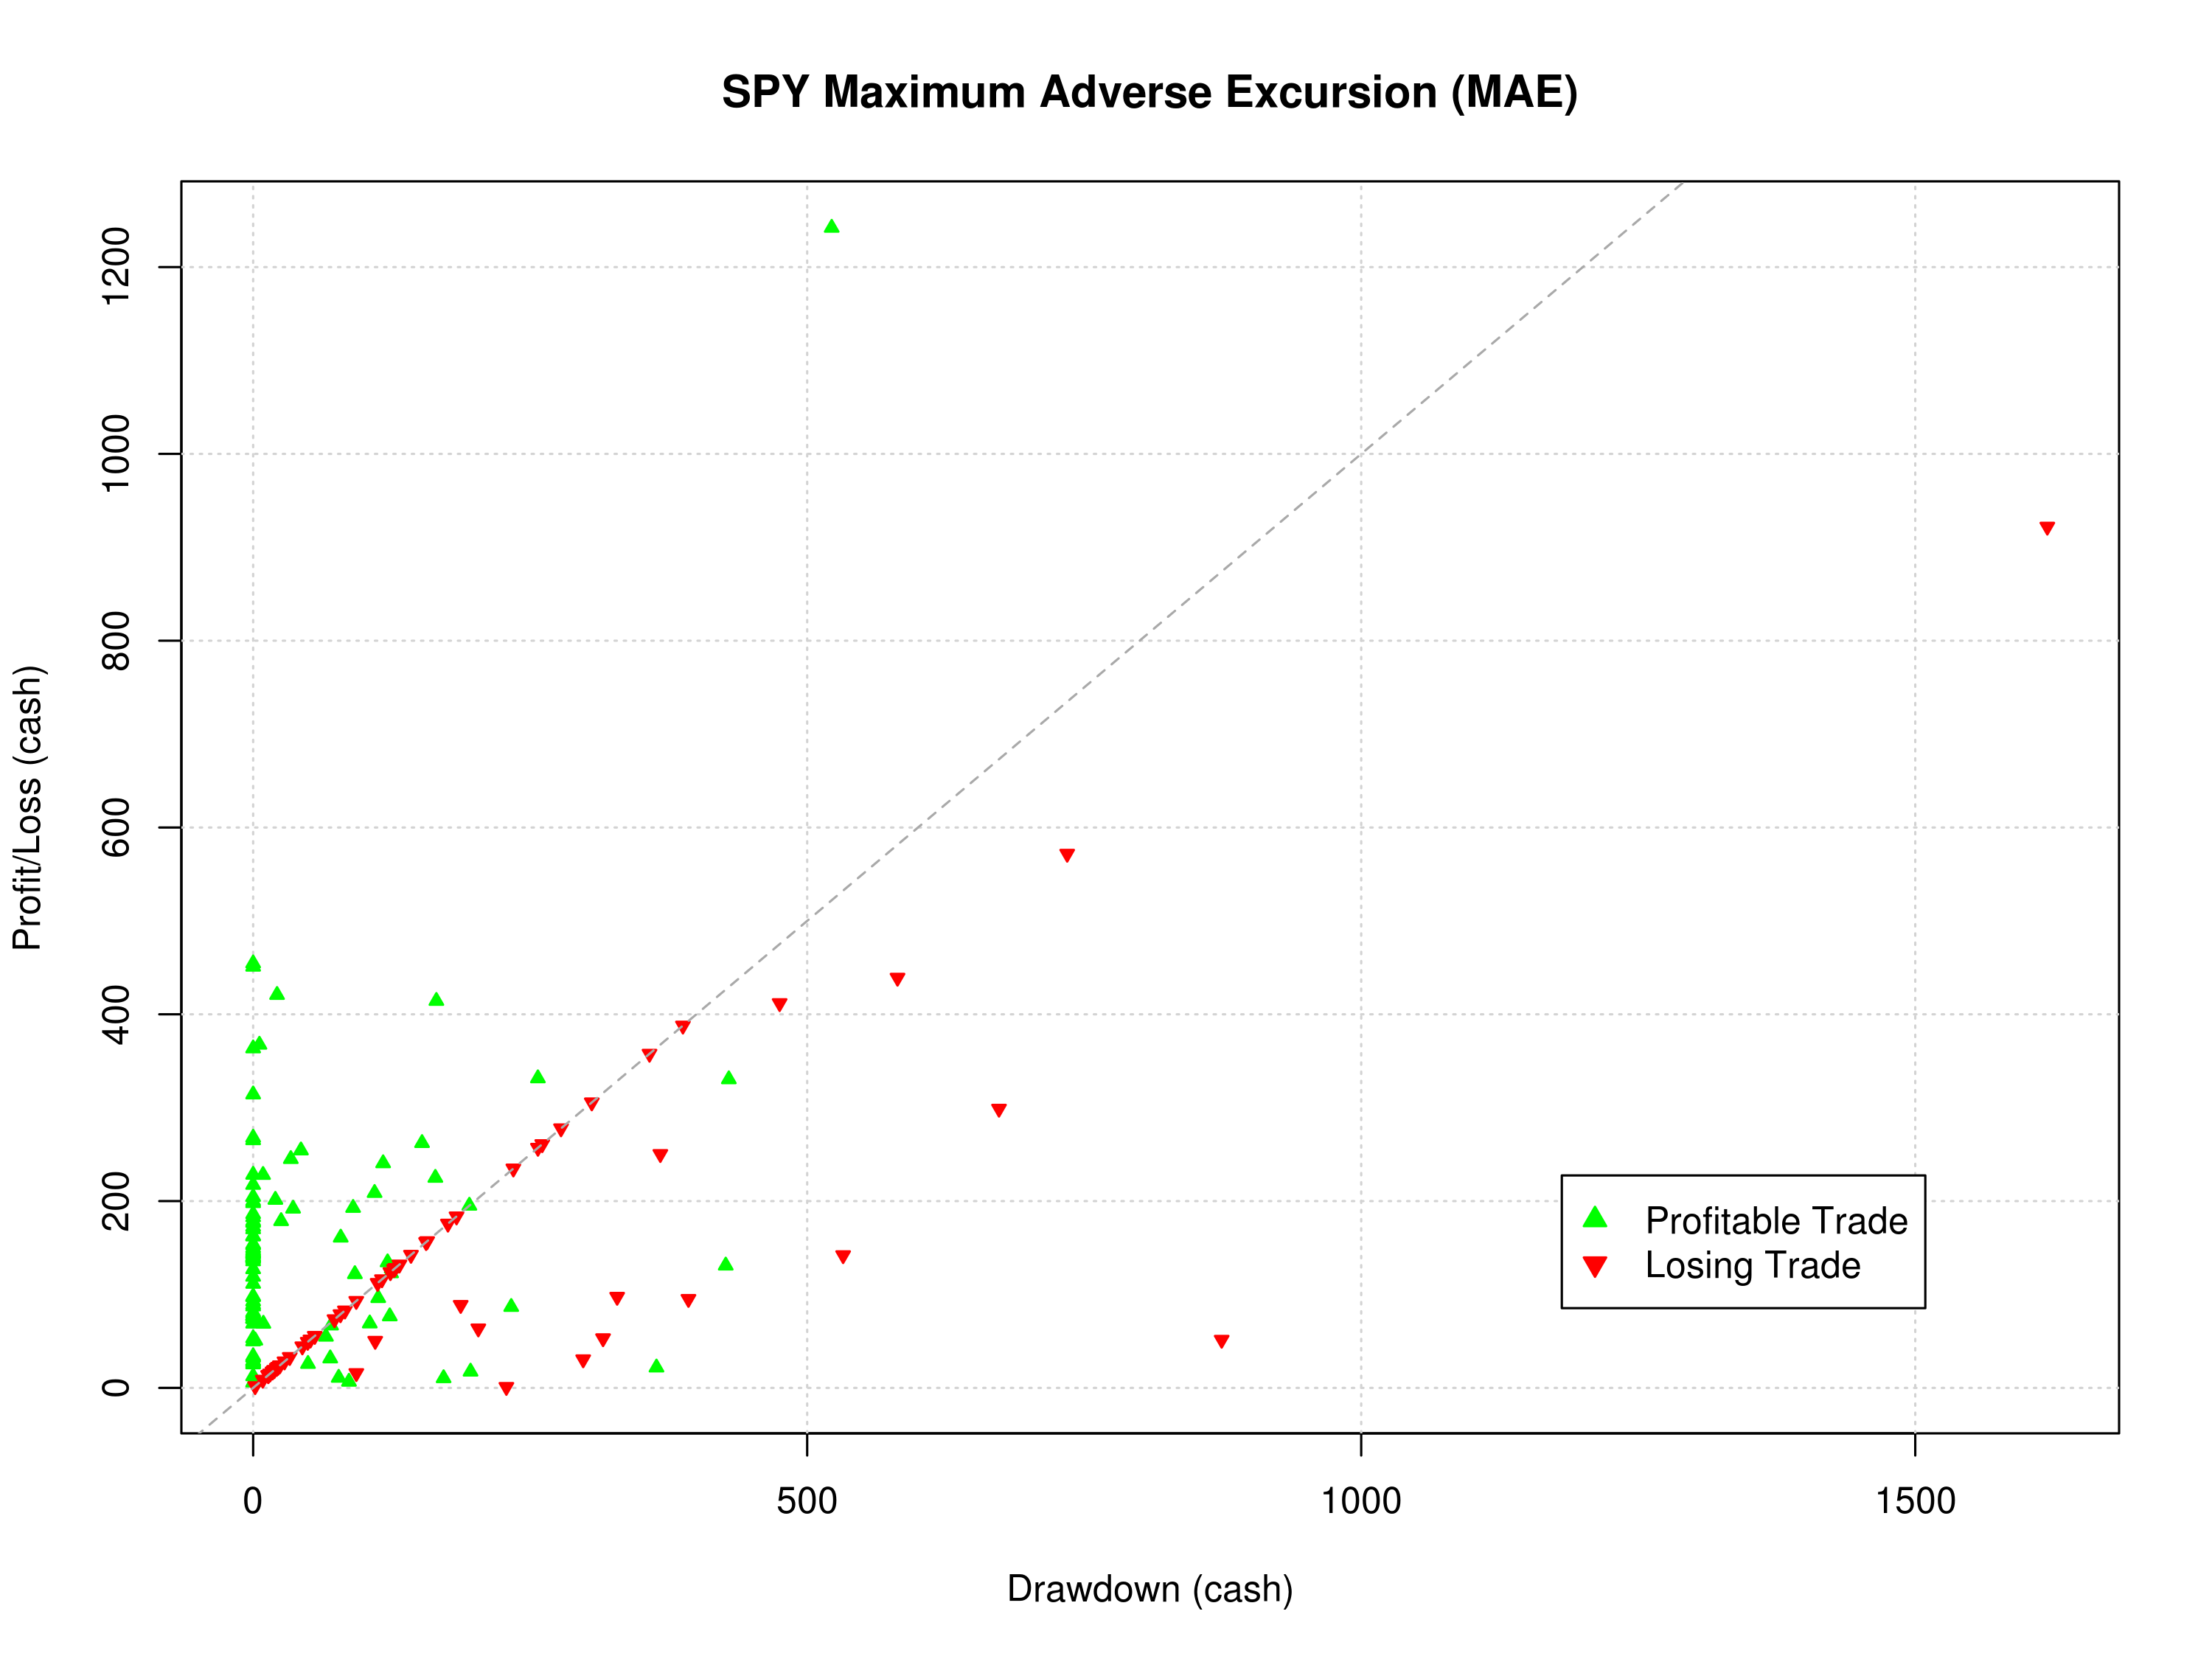 SPY Maximum Adverse Excursion (MAE)
Profit/Loss (cash)
1200
1000
800
600
400
200
0
Profitable Trade
Losing Trade
0 500 1000 1500
Drawdown (cash)